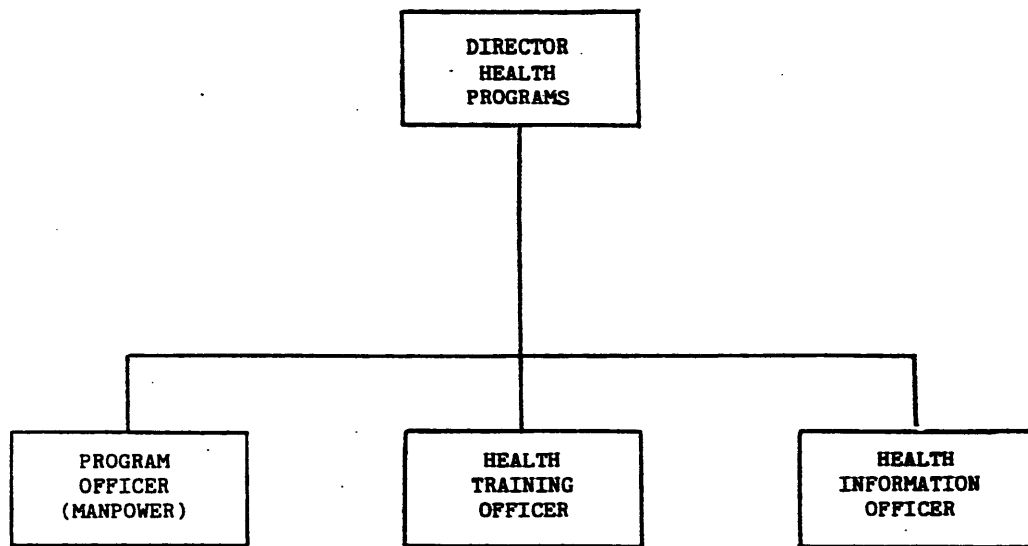 DIRECTOR
HEALTH
PROGRAMS
PROGRAM
OFFICER
(MANPOWER)
HEALTH
TRAINING
OFFICER
HEALTH
INFORMATION
OFFICER